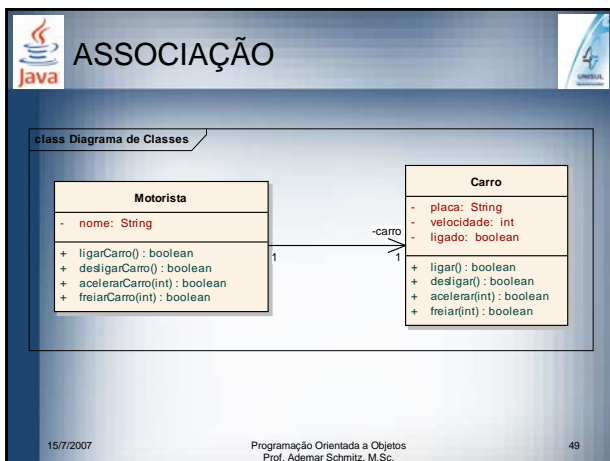 Java
ASSOCIAÇÃO
UNISUL
class Diagrama de Classes
Motorista
- nome: String
+ ligarCarro() : boolean
+ desligarCarro() : boolean
+ acelerarCarro(int) : boolean
+ freiarCarro(int) : boolean
1
-carro
1
Carro
- placa: String
- velocidade: int
- ligado: boolean
+ ligar() : boolean
+ desligar() : boolean
+ acelerar(int) : boolean
+ freiar(int) : boolean
15/7/2007
Programação Orientada a Objetos
Prof. Ademar Schmitz, M.Sc.
49